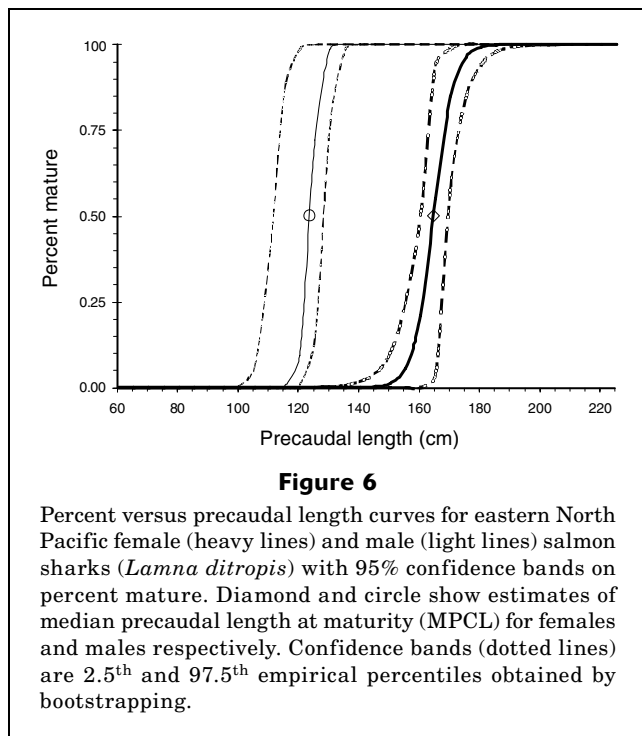 100
0.75
0.50
0.25
0.00
Percent mature
60 80 100 120 140 160 180 200 220
Precaudal length (cm)
Figure 6
Percent versus precaudal length curves for eastern North
Pacific female (heavy lines) and male (light lines) salmon
sharks (Lamna ditropis) with 95% confidence bands on
percent mature. Diamond and circle show estimates of
median precaudal length at maturity (MPCL) for females
and males respectively. Confidence bands (dotted lines)
are 2.5th and 97.5th empirical percentiles obtained by
bootstrapping.